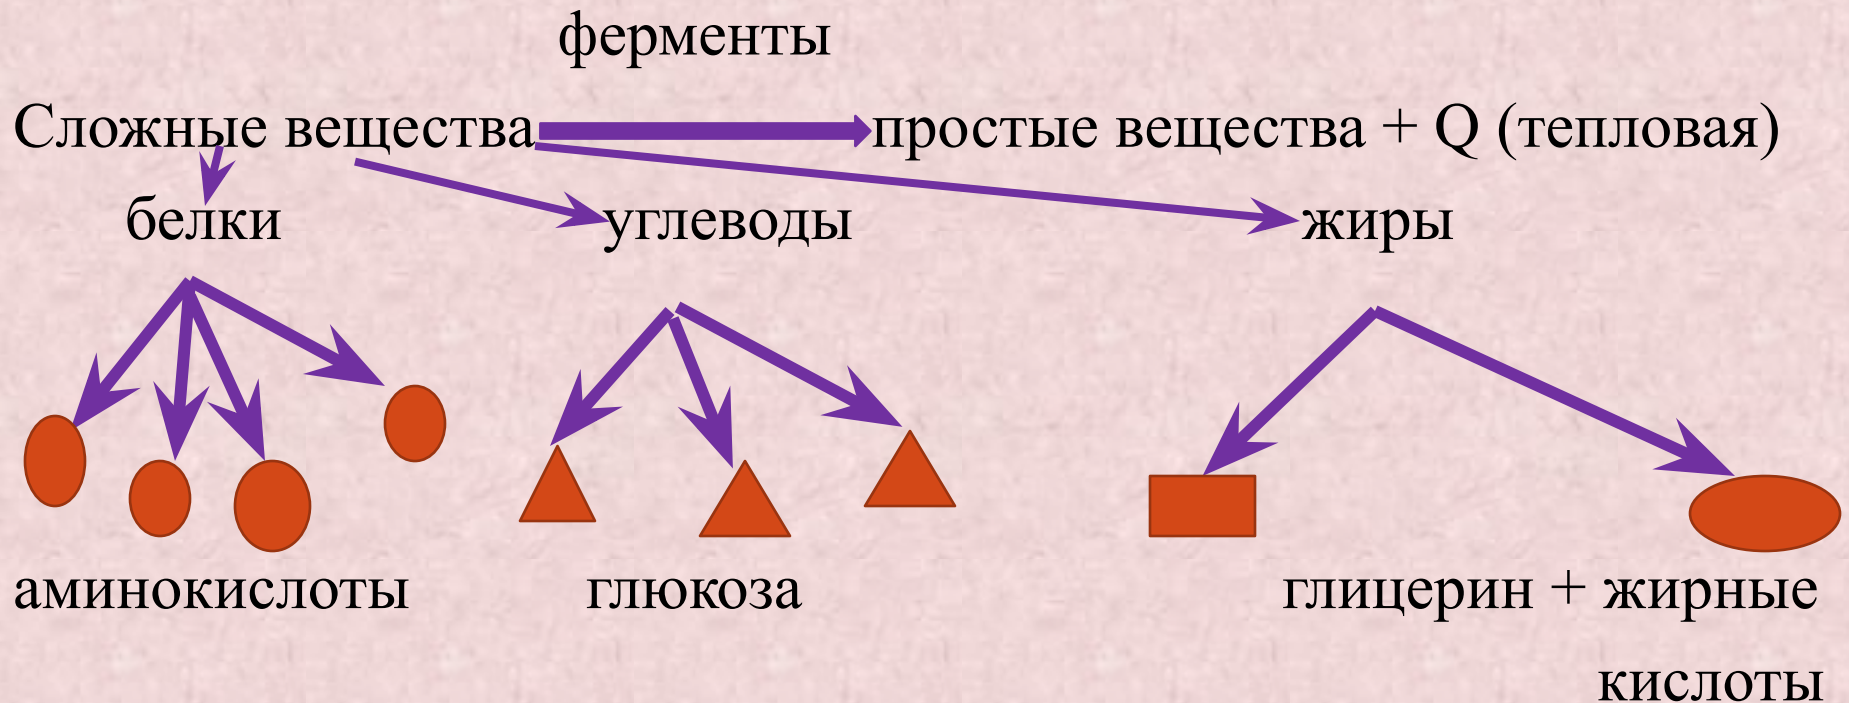 ферменты
Сложные вещества простые вещества + Q (тепловая)
белки углеводы жиры
аминокислоты глюкоза глицерин + жирные
кислоты